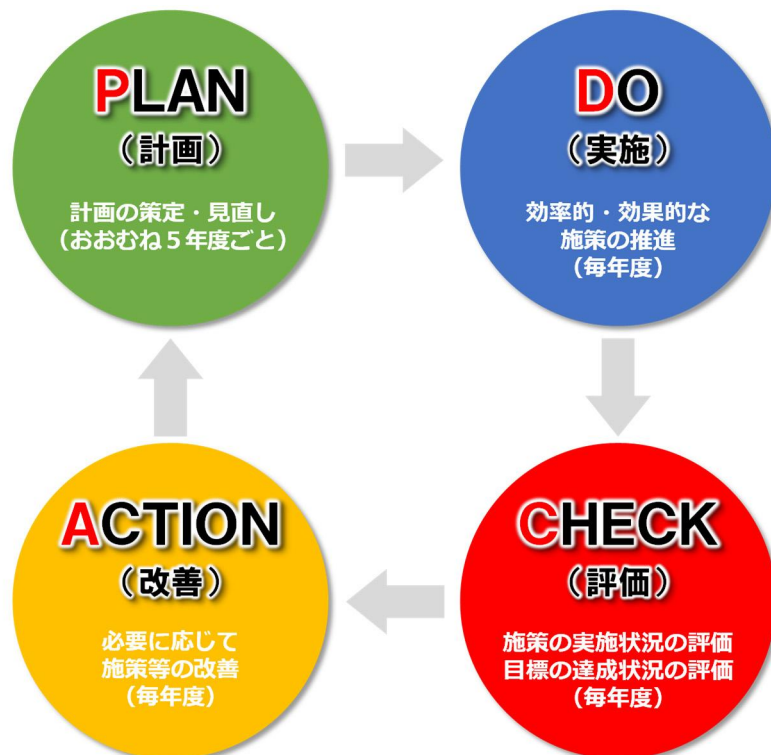 PLAN
（計画）
計画の策定・見直し
（おおむね５年度ごと）
DO
（実施）
効率的・効果的な
施策の推進
（毎年度）
CHECK
（評価）
施策の実施状況の評価
目標の達成状況の評価
（毎年度）
ACTION
（改善）
必要に応じて
施策等の改善
（毎年度）